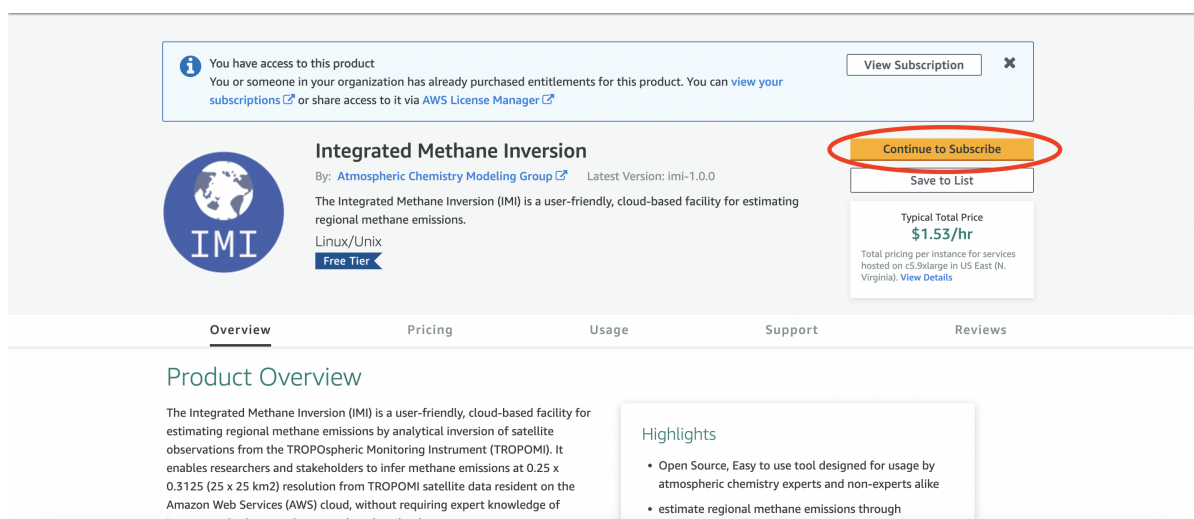 You have access to this product
You or someone in your organization has already purchased entitlements for this product. You can view your
subscriptions or share access to it via AWS License Manager
View Subscription
Integrated Methane Inversion
By: Atmospheric Chemistry Modeling Group Latest Version: imi-1.0.0
The Integrated Methane Inversion (IMI) is a user-friendly, cloud-based facility for estimating
regional methane emissions.
Linux/Unix
Free Tier
IMI
Continue to Subscribe
Save to List
Typical Total Price
$1.53/hr
Total pricing per instance for services
hosted on c5.9xlarge in US East (N.
Virginia). View Details
Overview Pricing Usage Support Reviews
Product Overview
The Integrated Methane Inversion (IMI) is a user-friendly, cloud-based facility for
estimating regional methane emissions by analytical inversion of satellite
observations from the TROPOspheric Monitoring Instrument (TROPOMI). It
enables researchers and stakeholders to infer methane emissions at 0.25 x
0.3125 (25 x 25 km2) resolution from TROPOMI satellite data resident on the
Amazon Web Services (AWS) cloud, without requiring expert knowledge of
Highlights
• Open Source, Easy to use tool designed for usage by
atmospheric chemistry experts and non-experts alike
• estimate regional methane emissions through